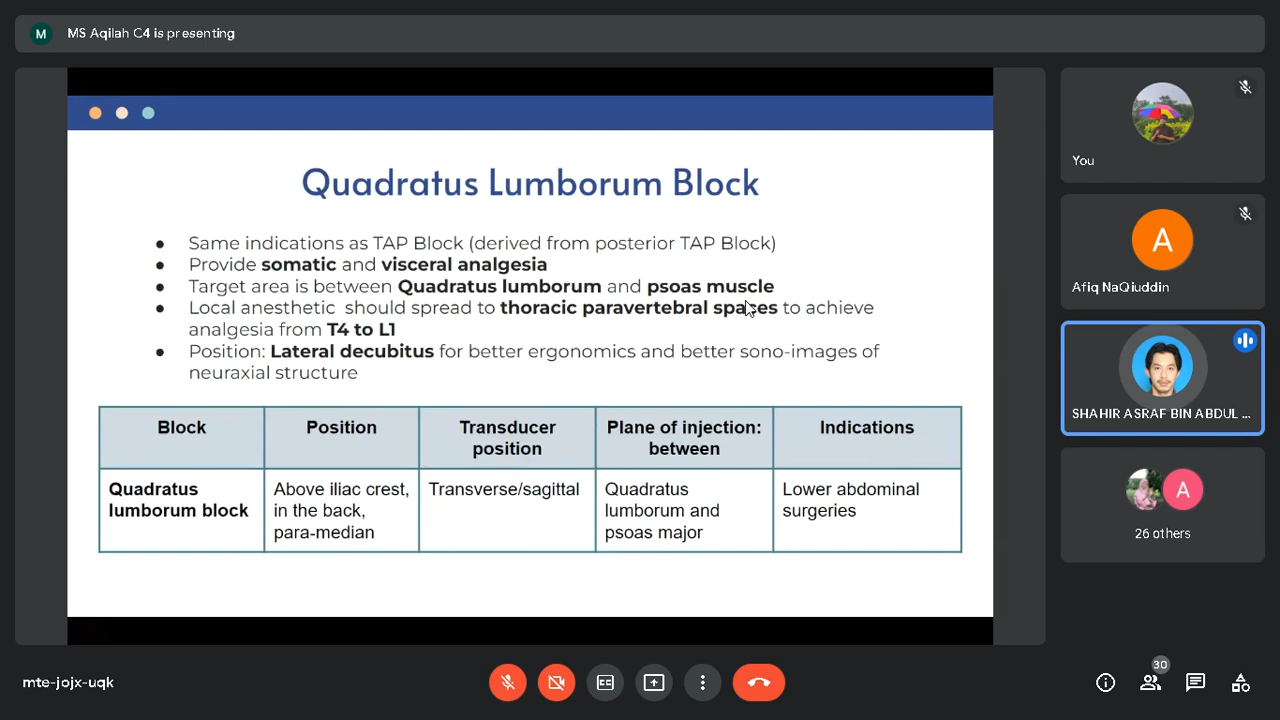 M MS Aqilah C4 is presenting
Quadratus Lumborum Block
● Same indications as TAP Block (derived from posterior TAP Block)
● Provide somatic and visceral analgesia
● Target area is between Quadratus lumborum and psoas muscle
● Local anesthetic should spread to thoracic paravertebral spaces to achieve
analgesia from T4 to L1
● Position: Lateral decubitus for better ergonomics and better sono-images of
neuraxial structure
Block
Position
Transducer
position
Plane of injection:
between
Indications
Quadratus
lumborum block
Above iliac crest,
in the back,
para-median
Transverse/sagittal
Quadratus
lumborum and
psoas major
Lower abdominal
surgeries
You
A
Afiq NaQiuddin
SHAHIR ASRAF BIN ABDUL ...
A
26 others
mte-jojx-uqk
CC
30